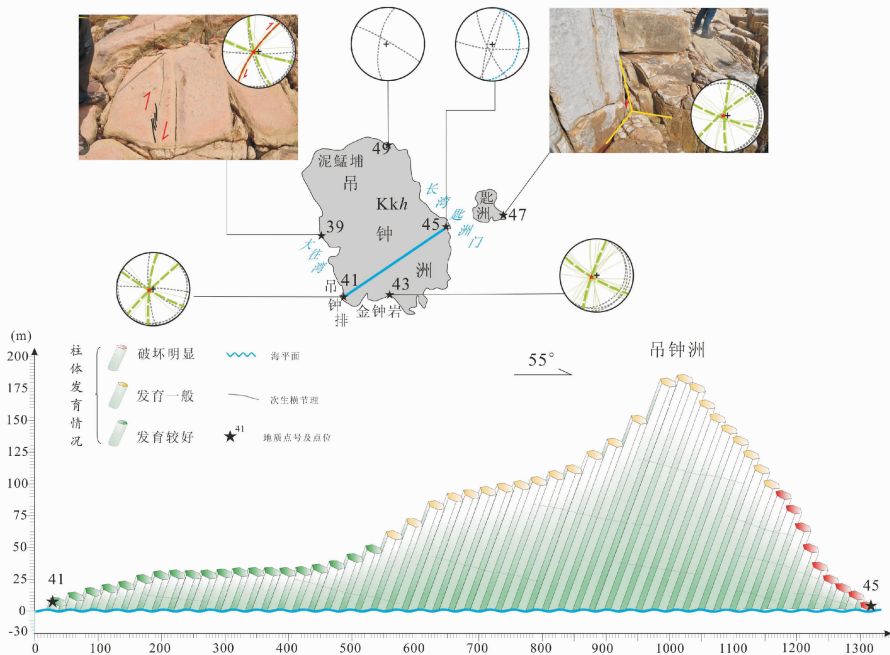 49
泥鯭埔
吊
长湾
匙
洲
Kkh
47
39
45
匙洲门
钟
大往湾
41
洲
43
吊钟排
金钟岩
(m)
200
175
150
125
100
75
50
25
0
-30
柱体发育情况
破坏明显
发育一般
发育较好
海平面
次生横节理
41
地质点号及点位
55°
吊钟洲
41
45
0
100
200
300
400
500
600
700
800
900
1000
1100
1200
1300